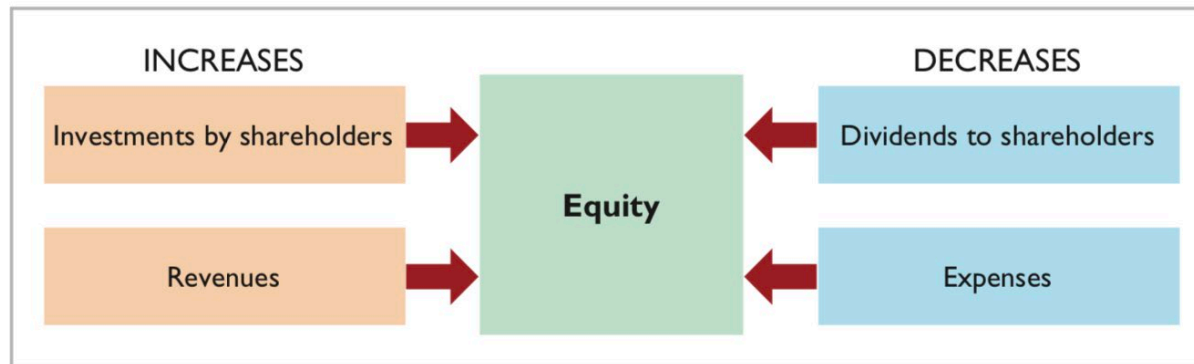 INCREASES
DECREASES
Investments by shareholders
Dividends to shareholders
Equity
Revenues
Expenses